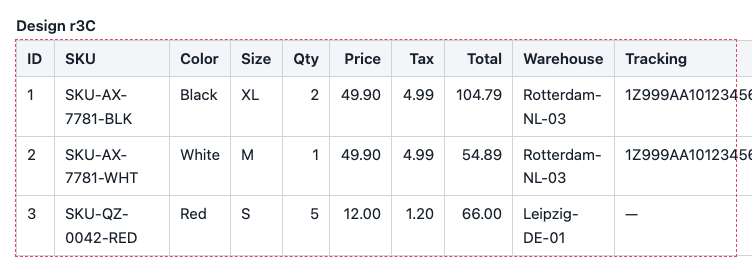 Design r3C
ID SKU Color Size Qty Price Tax Total Warehouse Tracking
1 SKU-AX- Black XL 2 49.90 4.99 104.79 Rotterdam- 1Z999AA10123456
7781-BLK NL-03
2 SKU-AX- White M 1 49.90 4.99 54.89 Rotterdam- 1Z999AA10123456
7781-WHT NL-03
3 SKU-QZ- Red S 5 12.00 1.20 66.00 Leipzig- —
0042-RED DE-01